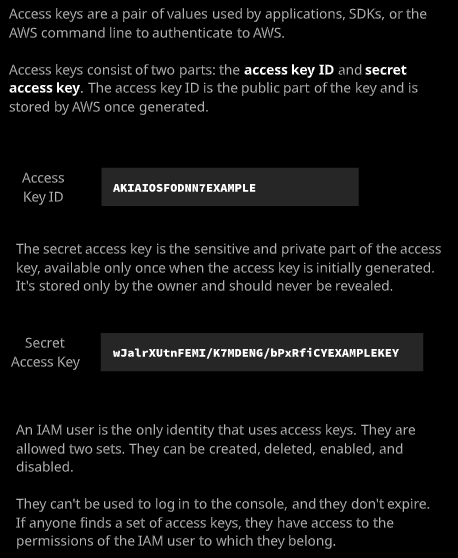 Access keys are a pair of values used by applications, SDKs, or the
AWS command line to authenticate to AWS.
Access keys consist of two parts: the access key ID and secret
access key. The access key ID is the public part of the key and is
stored by AWS once generated.
Access
Key ID
AKIAIOSFODNN7EXAMPLE
The secret access key is the sensitive and private part of the access
key, available only once when the access key is initially generated.
It's stored only by the owner and should never be revealed.
Secret
Access Key
wJalrXUtnFEMI/K7MDENG/bPxRfiCYEXAMPLEKEY
An IAM user is the only identity that uses access keys. They are
allowed two sets. They can be created, deleted, enabled, and
disabled.
They can't be used to log in to the console, and they don't expire.
If anyone finds a set of access keys, they have access to the
permissions of the IAM user to which they belong.